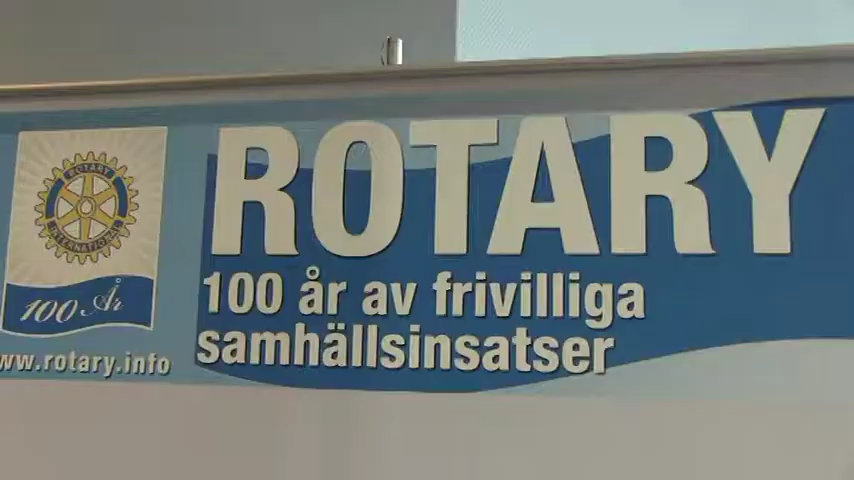 ROTARY
ROTARY
INTERNATIONAL
100 år av frivilliga
samhällsinsatser
100 År
www.rotary.info